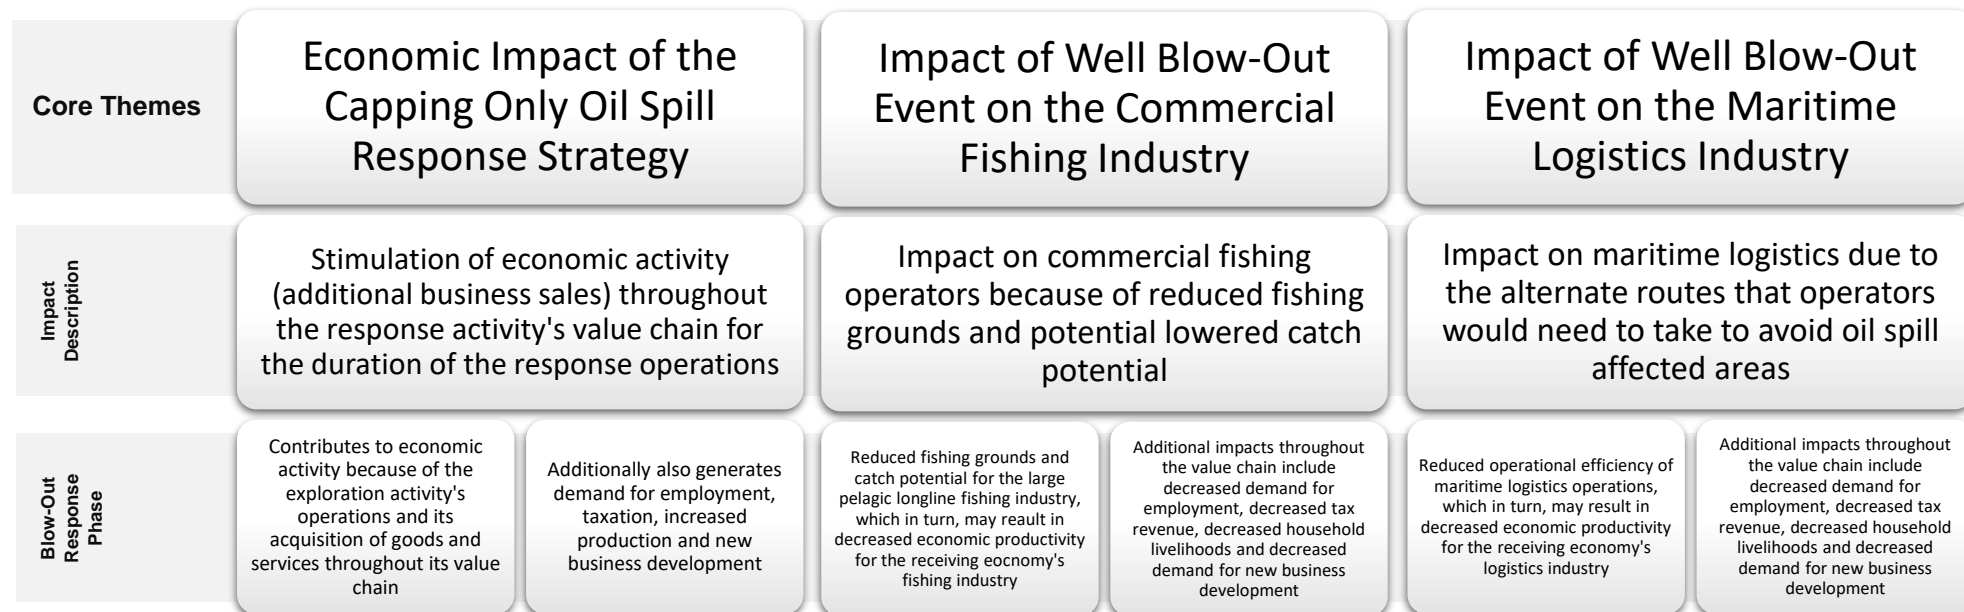 Core Themes
Economic Impact of the
Capping Only Oil Spill
Response Strategy
Impact of Well Blow-Out
Event on the Commercial
Fishing Industry
Impact of Well Blow-Out
Event on the Maritime
Logistics Industry
Impact
Description
Stimulation of economic activity
(additional business sales) throughout
the response activity's value chain for
the duration of the response operations
Impact on commercial fishing
operators because of reduced fishing
grounds and potential lowered catch
potential
Impact on maritime logistics due to
the alternate routes that operators
would need to take to avoid oil spill
affected areas
Blow-Out
Response
Phase
Contributes to economic
activity because of the
exploration activity's
operations and its
acquisition of goods and
services throughout its value
chain
Additionally also generates
demand for employment,
taxation, increased
production and new
business development
Reduced fishing grounds and
catch potential for the large
pelagic longline fishing industry,
which in turn, may reault in
decreased economic productivity
for the receiving eocnomy's
fishing industry
Additional impacts throughout
the value chain include
decreased demand for
employment, decreased tax
revenue, decreased household
livelihoods and decreased
demand for new business
development
Reduced operational efficiency of
maritime logistics operations,
which in turn, may result in
decreased economic productivity
for the receiving economy's
logistics industry
Additional impacts throughout
the value chain include
decreased demand for
employment, decreased tax
revenue, decreased household
livelihoods and decreased
demand for new business
development